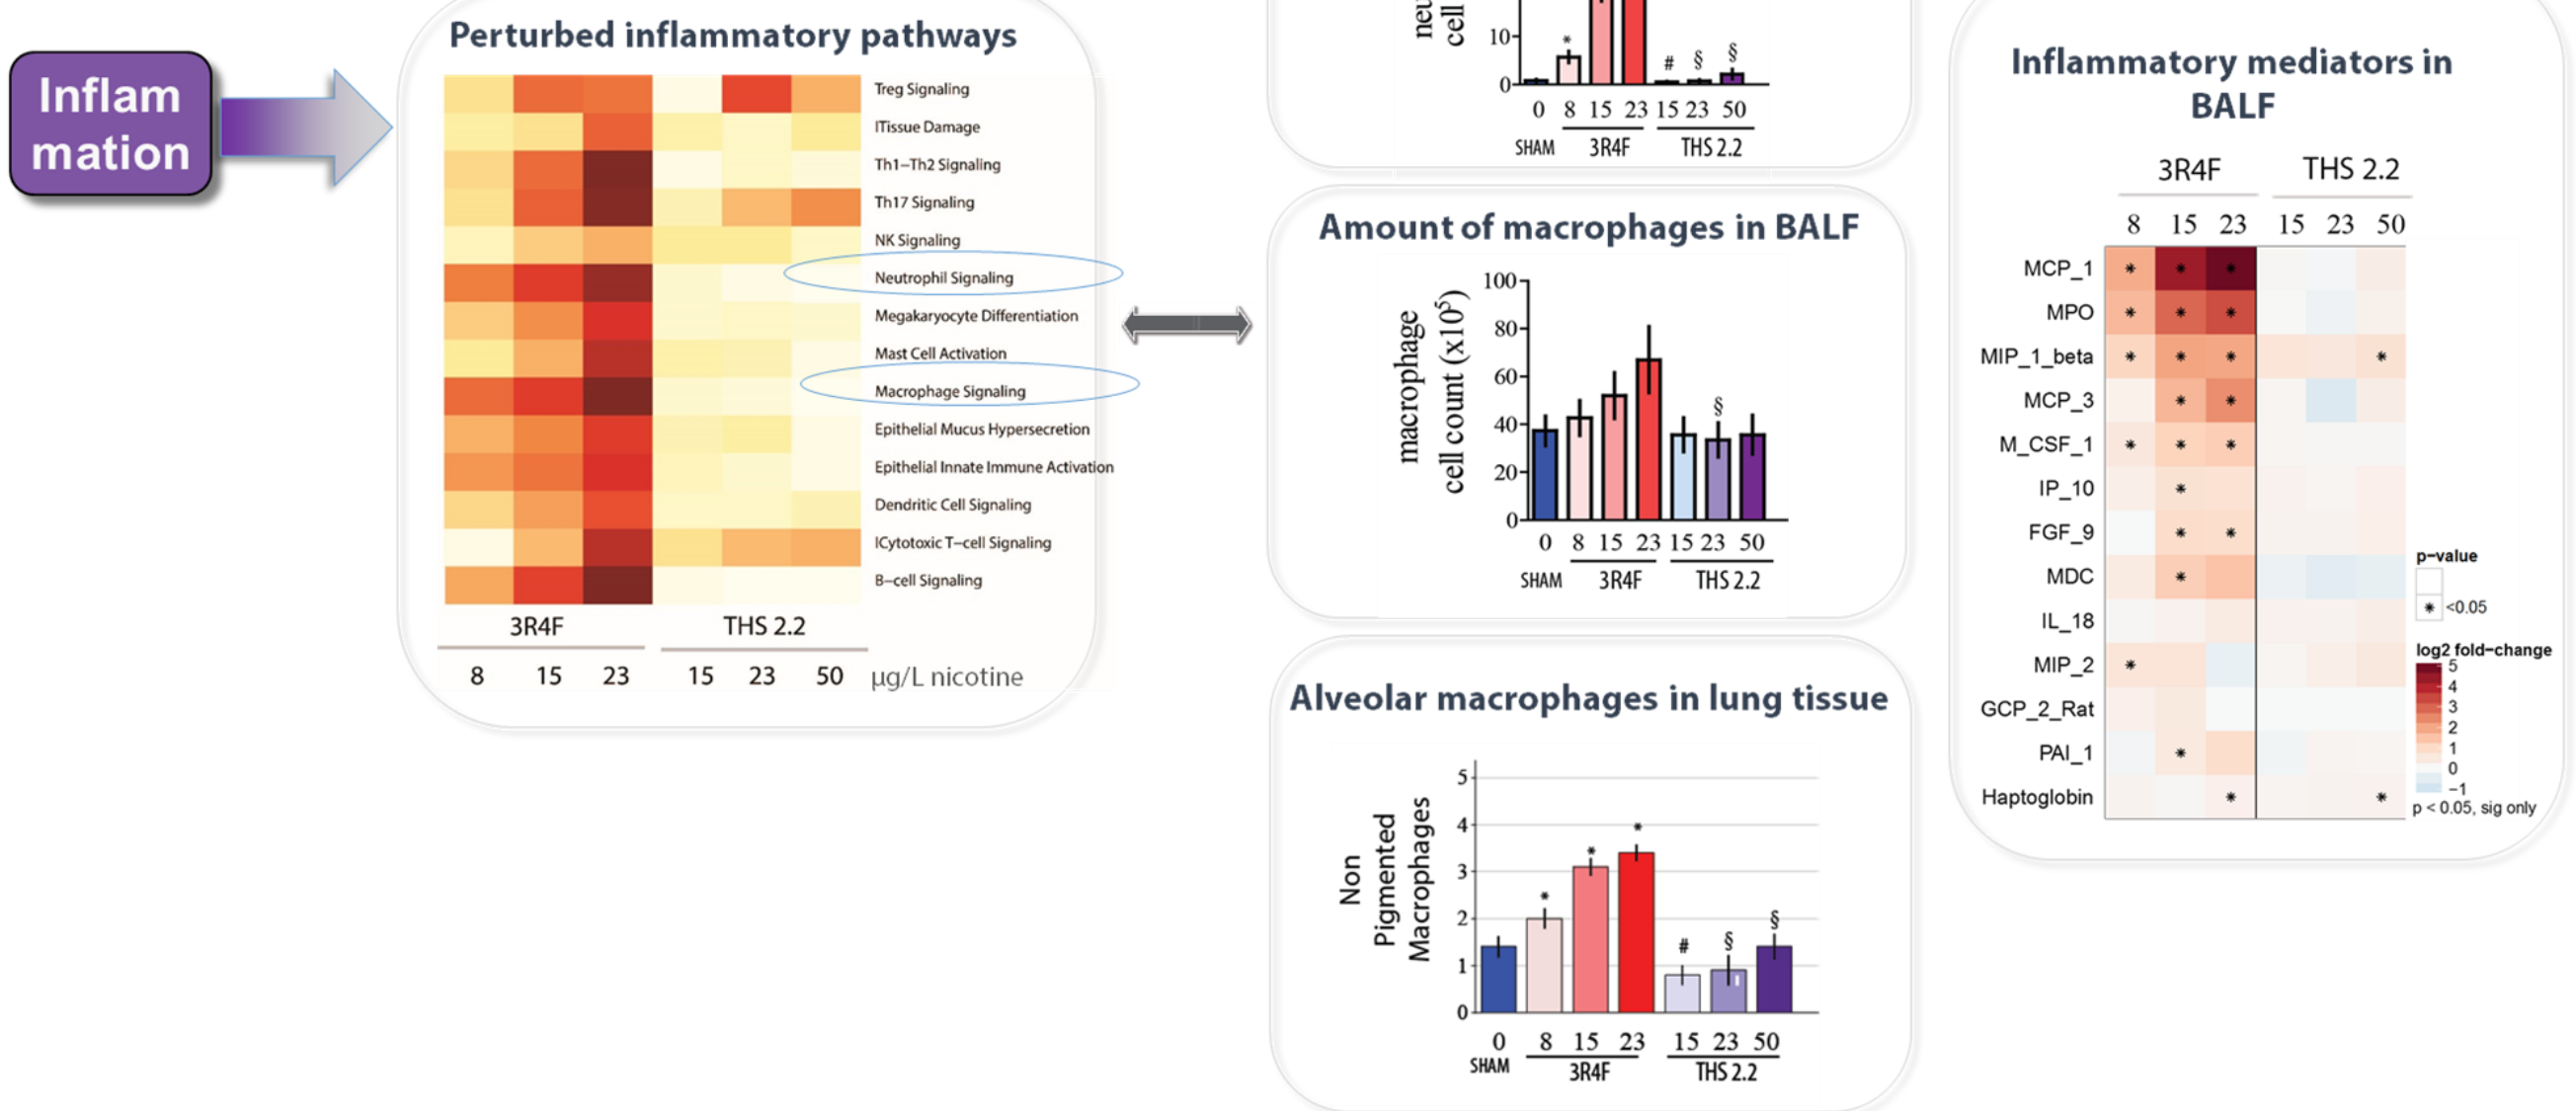 Inflam
mation
Perturbed inflammatory pathways
Treg Signaling
ITissue Damage
Th1–Th2 Signaling
Th17 Signaling
NK Signaling
Neutrophil Signaling
Megakaryocyte Differentiation
Mast Cell Activation
Macrophage Signaling
Epithelial Mucus Hypersecretion
Epithelial Innate Immune Activation
Dendritic Cell Signaling
ICytotoxic T–cell Signaling
B–cell Signaling
3R4F THS 2.2
8 15 23 15 23 50 µg/L nicotine
cell
10
0
* # § §
0 8 15 23 15 23 50
SHAM 3R4F THS 2.2
Amount of macrophages in BALF
macrophage
cell count (x10⁵)
100
80
60
40
20
0
§
0 8 15 23 15 23 50
SHAM 3R4F THS 2.2
Alveolar macrophages in lung tissue
Non
Pigmented
Macrophages
5
4
3
2
1
0
* * * # § §
0 8 15 23 15 23 50
SHAM 3R4F THS 2.2
Inflammatory mediators in
BALF
3R4F THS 2.2
8 15 23 15 23 50
MCP_1 * * *
MPO * * *
MIP_1_beta * * * *
MCP_3 * *
M_CSF_1 * * *
IP_10 *
FGF_9 * *
MDC *
IL_18
MIP_2 *
GCP_2_Rat
PAI_1 *
Haptoglobin * *
p−value
* <0.05
log2 fold−change
5
4
3
2
1
0
−1
p < 0.05, sig only